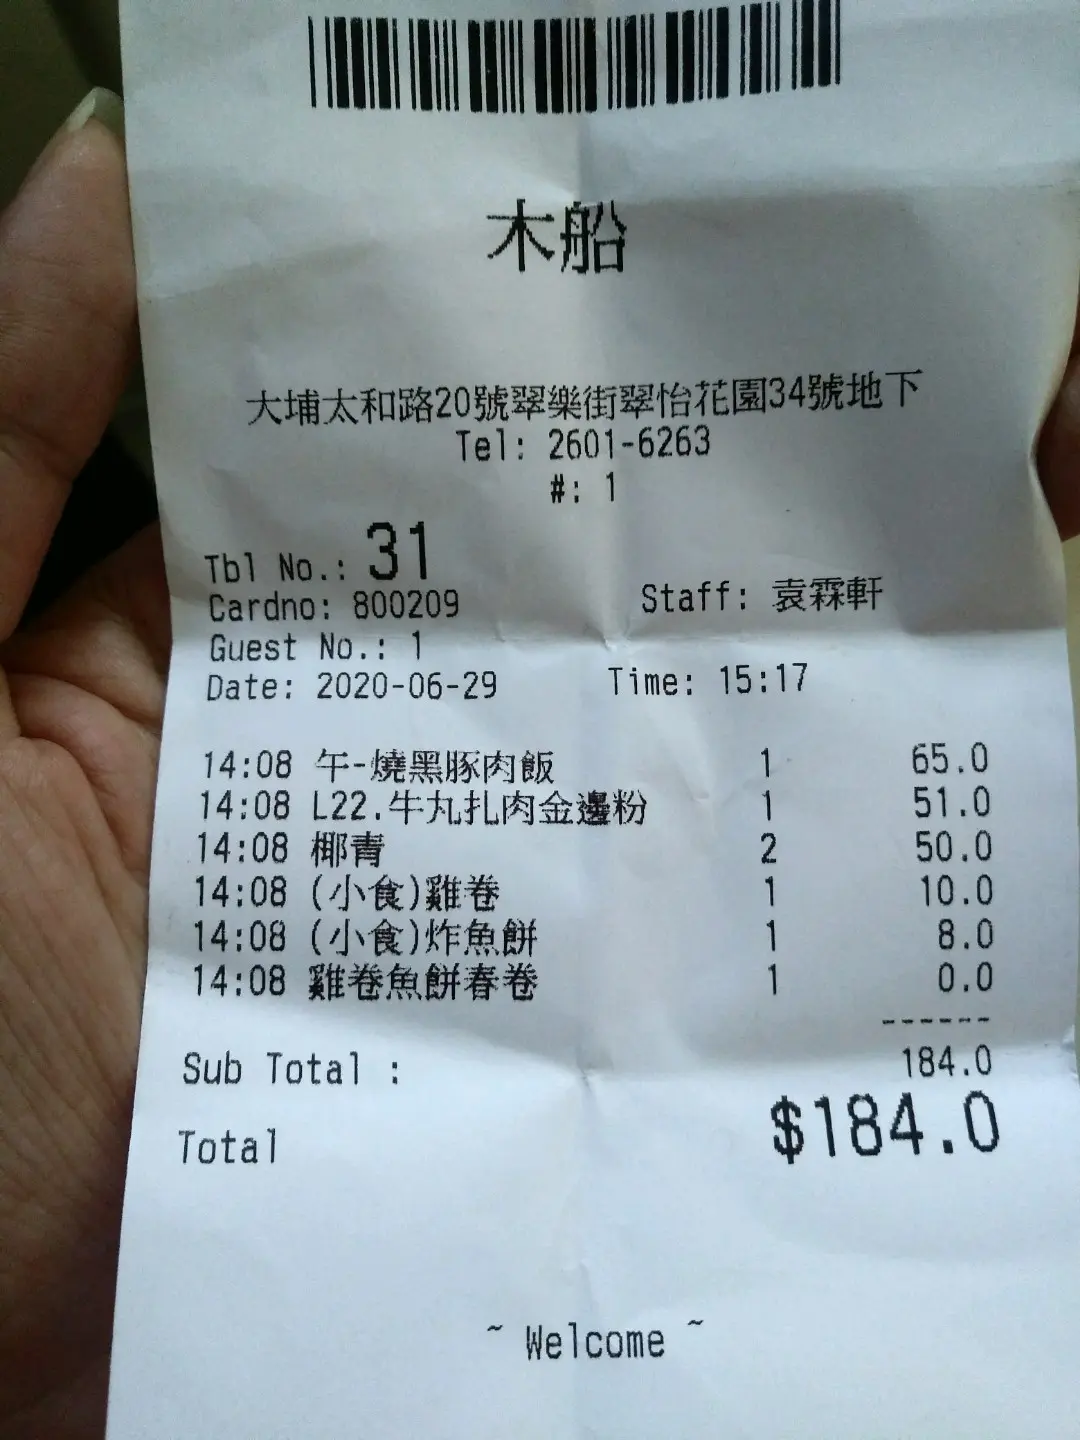 木船
大埔太和路20號翠樂街翠怡花園34號地下
Tel: 2601-6263
#: 1
Tbl No.: 31
Cardno: 800209 Staff: 袁霖軒
Guest No.: 1
Date: 2020-06-29 Time: 15:17
14:08 午-燒黑豚肉飯 1 65.0
14:08 L22.牛丸扎肉金邊粉 1 51.0
14:08 椰青 2 50.0
14:08 (小食)雞卷 1 10.0
14:08 (小食)炸魚餅 1 8.0
14:08 雞卷魚餅春卷 1 0.0
------
Sub Total : 184.0
Total $184.0
~ Welcome ~